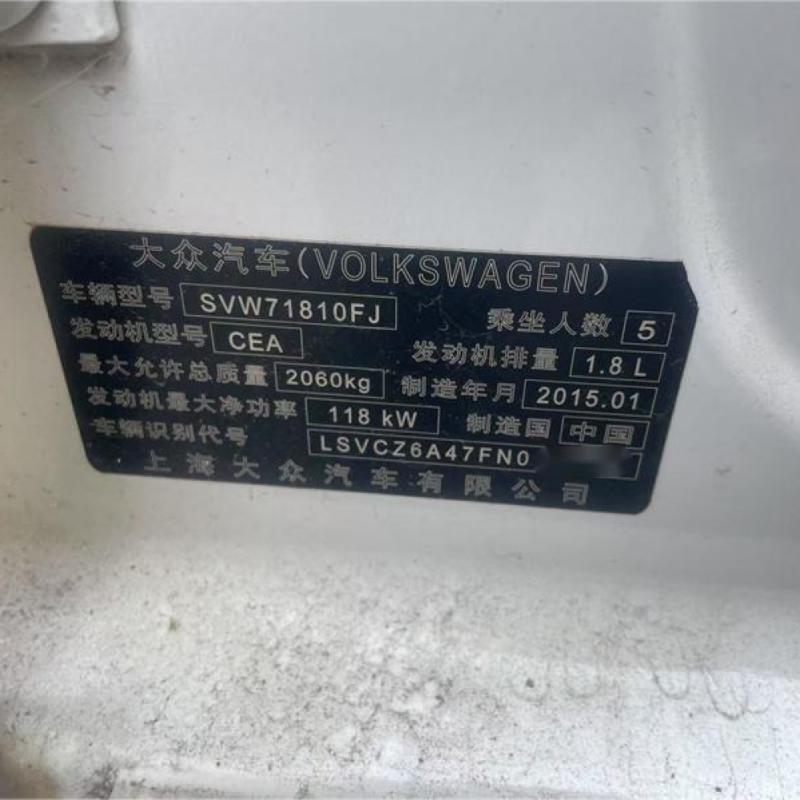 大众汽车(VOLKSWAGEN)
车辆型号 SVW71810FJ 乘坐人数 5
发动机型号 CEA 发动机排量 1.8 L
最大允许总质量 2060kg 制造年月 2015.01
发动机最大净功率 118 kW 制造国 中国
车辆识别代号 LSVCZ6A47FN0
上海大众汽车有限公司